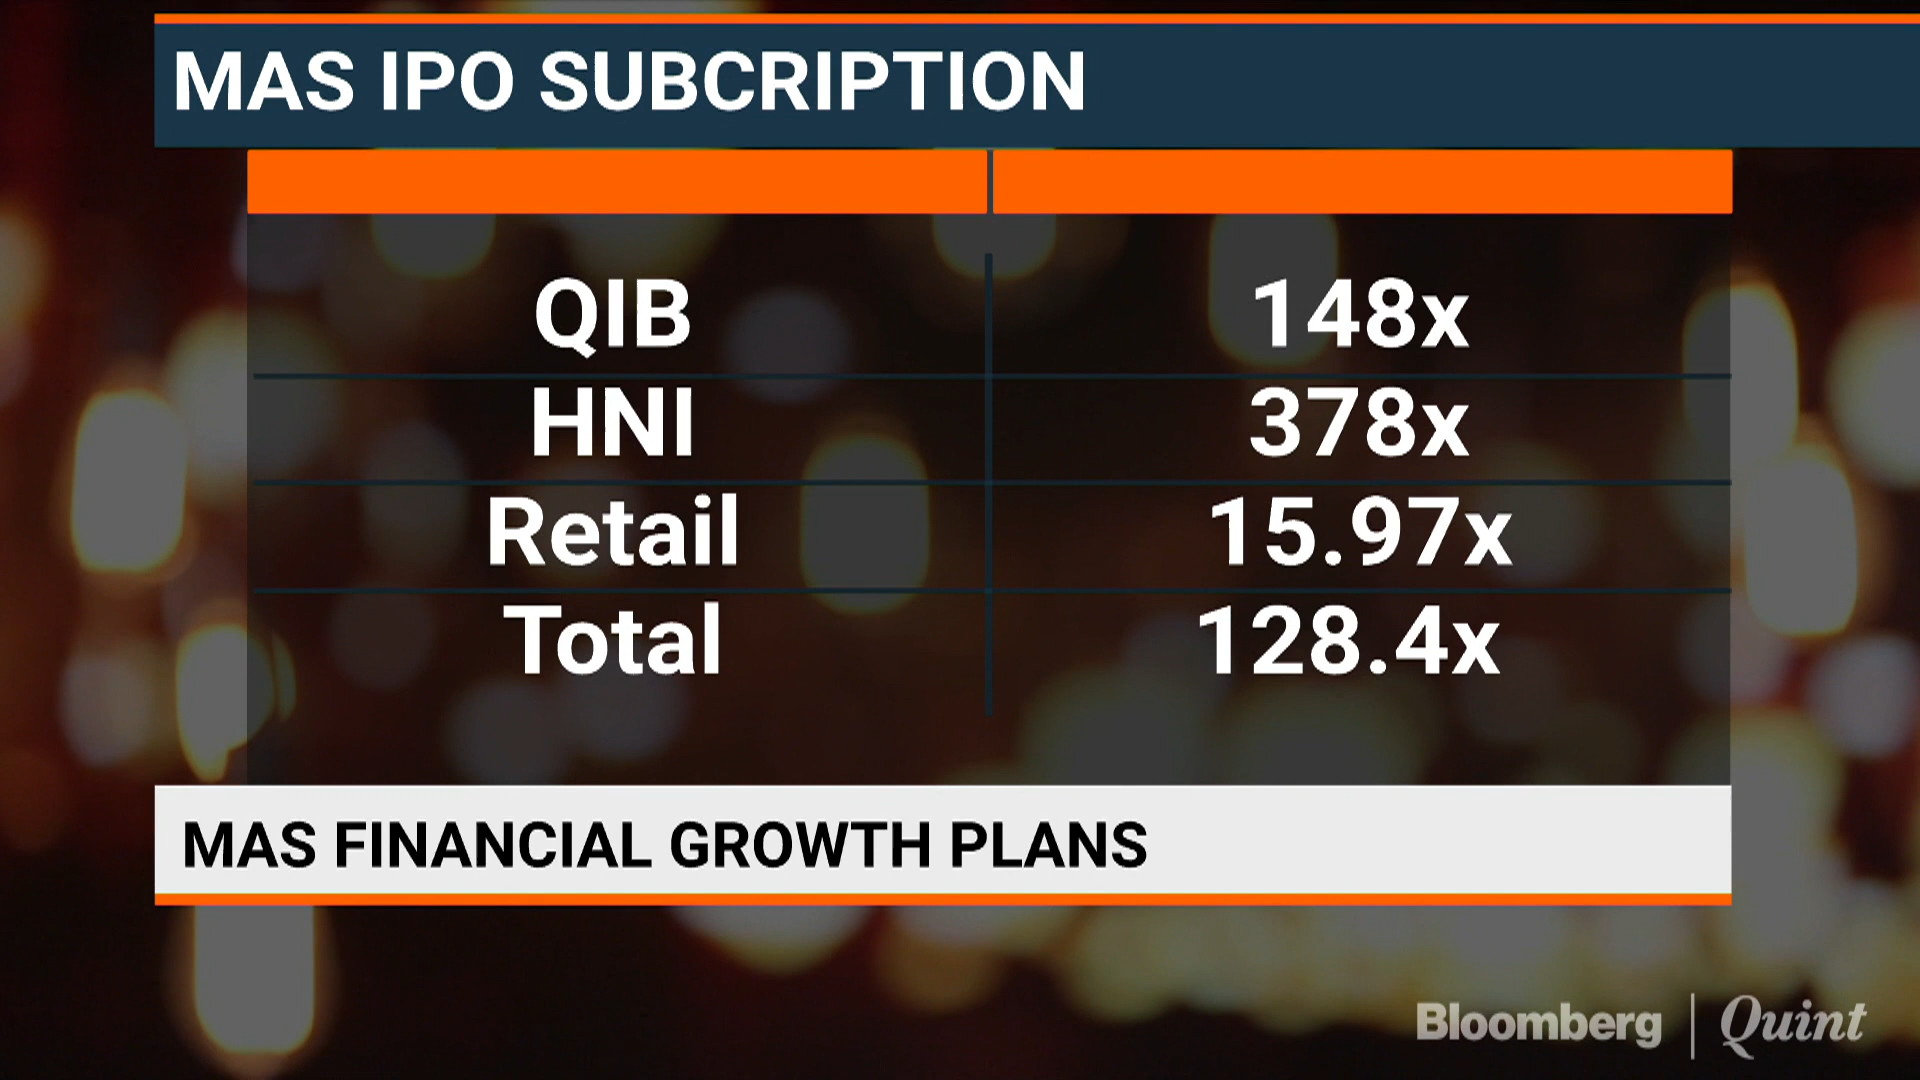 MAS IPO SUBCRIPTION
QIB 148x
HNI 378x
Retail 15.97x
Total 128.4x
MAS FINANCIAL GROWTH PLANS
Bloomberg | Quint